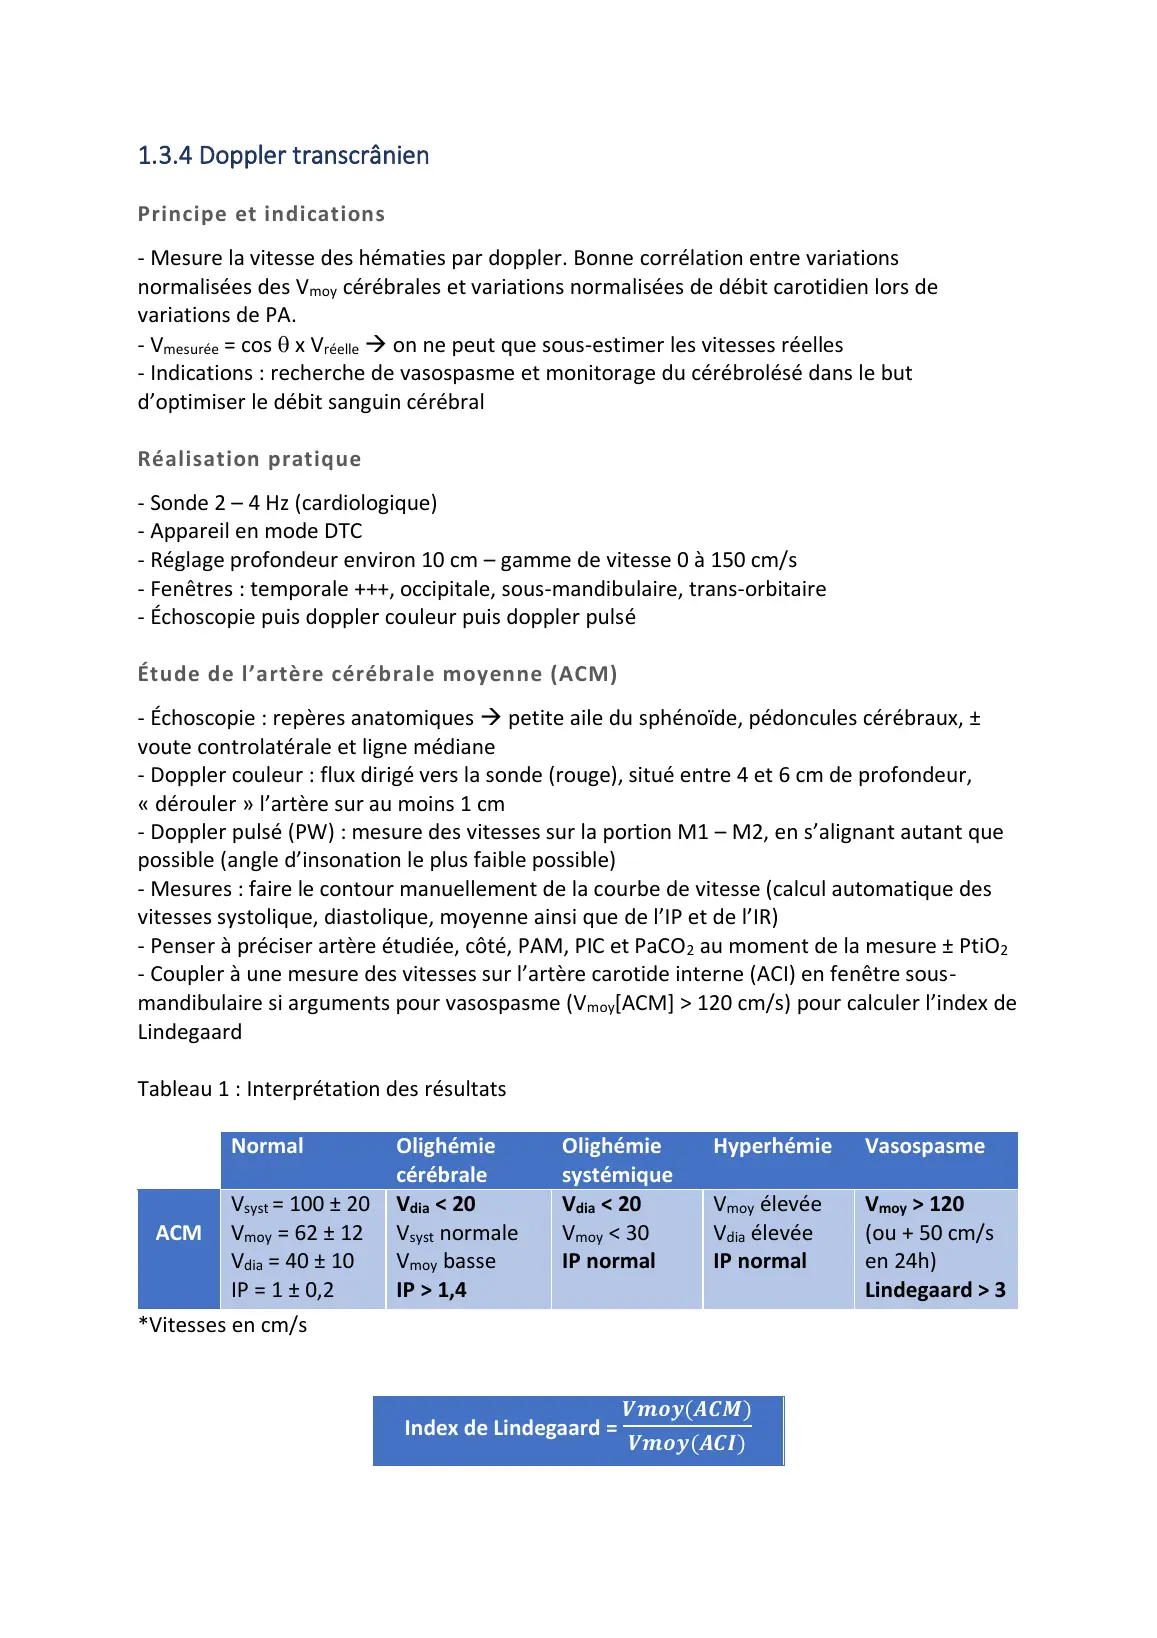 1.3.4 Doppler transcrânien
Principe et indications
- Mesure la vitesse des hématies par doppler. Bonne corrélation entre variations
normalisées des Vmoy cérébrales et variations normalisées de débit carotidien lors de
variations de PA.
- Vmesurée = cos θ x Vréelle → on ne peut que sous-estimer les vitesses réelles
- Indications : recherche de vasospasme et monitorage du cérébrolésé dans le but
d’optimiser le débit sanguin cérébral
Réalisation pratique
- Sonde 2 – 4 Hz (cardiologique)
- Appareil en mode DTC
- Réglage profondeur environ 10 cm – gamme de vitesse 0 à 150 cm/s
- Fenêtres : temporale +++, occipitale, sous-mandibulaire, trans-orbitaire
- Échoscopie puis doppler couleur puis doppler pulsé
Étude de l’artère cérébrale moyenne (ACM)
- Échoscopie : repères anatomiques → petite aile du sphénoïde, pédoncules cérébraux, ±
voute controlatérale et ligne médiane
- Doppler couleur : flux dirigé vers la sonde (rouge), situé entre 4 et 6 cm de profondeur,
« dérouler » l’artère sur au moins 1 cm
- Doppler pulsé (PW) : mesure des vitesses sur la portion M1 – M2, en s’alignant autant que
possible (angle d’insonation le plus faible possible)
- Mesures : faire le contour manuellement de la courbe de vitesse (calcul automatique des
vitesses systolique, diastolique, moyenne ainsi que de l’IP et de l’IR)
- Penser à préciser artère étudiée, côté, PAM, PIC et PaCO2 au moment de la mesure ± PtiO2
- Coupler à une mesure des vitesses sur l’artère carotide interne (ACI) en fenêtre sous-
mandibulaire si arguments pour vasospasme (Vmoy[ACM] > 120 cm/s) pour calculer l’index de
Lindegaard
Tableau 1 : Interprétation des résultats
Normal Olighémie Olighémie Hyperhémie Vasospasme
cérébrale systémique
Vsyst = 100 ± 20 Vdia < 20 Vdia < 20 Vmoy élevée Vmoy > 120
ACM Vmoy = 62 ± 12 Vsyst normale Vmoy < 30 Vdia élevée (ou + 50 cm/s
Vdia = 40 ± 10 Vmoy basse IP normal IP normal en 24h)
IP = 1 ± 0,2 IP > 1,4 Lindegaard > 3
*Vitesses en cm/s
Index de Lindegaard = Vmoy(ACM) / Vmoy(ACI)